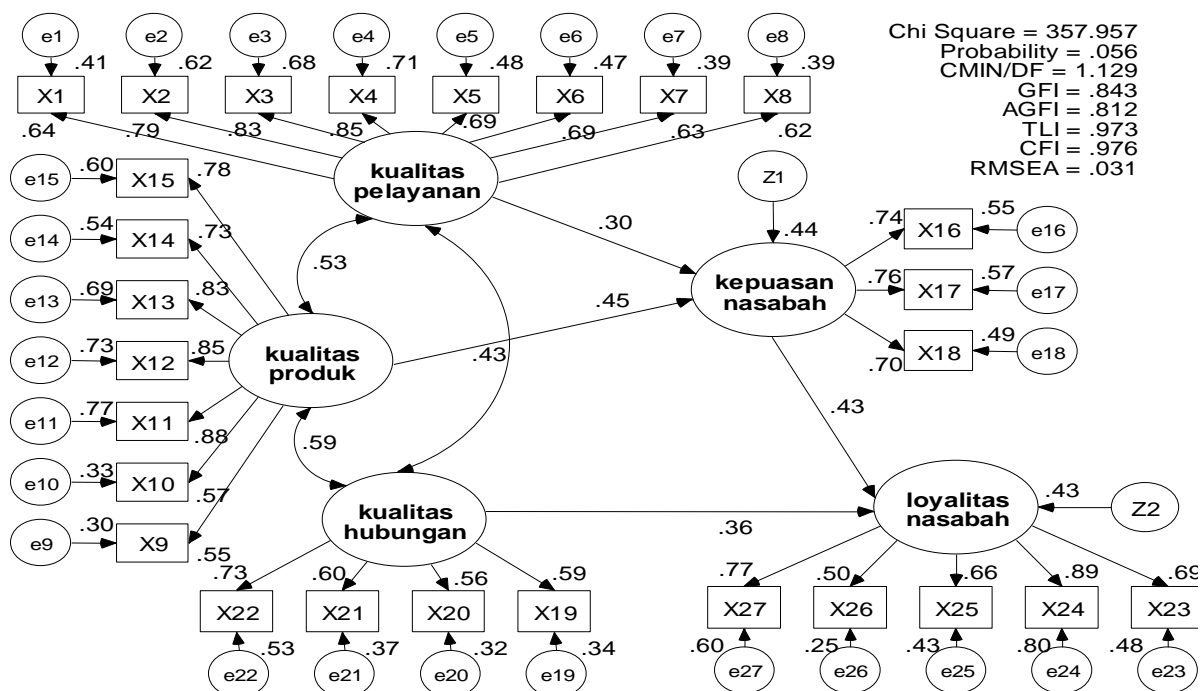 e1 e2 e3 e4 e5 e6 e7 e8
.41 .62 .68 .71 .48 .47 .39 .39
X1 X2 X3 X4 X5 X6 X7 X8
.64 .79 .83 .85 .69 .69 .63 .62
Chi Square = 357.957
Probability = .056
CMIN/DF = 1.129
GFI = .843
AGFI = .812
TLI = .973
CFI = .976
RMSEA = .031
kualitas
pelayanan
e15 .60 X15 .78
e14 .54 X14 .73
e13 .69 X13 .83
e12 .73 X12 .85
e11 .77 X11 .88
e10 .33 X10 .57
e9 .30 X9 .55
kualitas
produk
.53
.43
.59
.30
.45
Z1
.44
kepuasan
nasabah
.74 X16 .55 e16
.76 X17 .57 e17
.70 X18 .49 e18
.43
kualitas
hubungan
.36
loyalitas
nasabah
.43 Z2
.73 .60 .56 .59
X22 X21 X20 X19
.53 .37 .32 .34
e22 e21 e20 e19
.77 .50 .66 .89 .69
X27 X26 X25 X24 X23
.60 .25 .43 .80 .48
e27 e26 e25 e24 e23